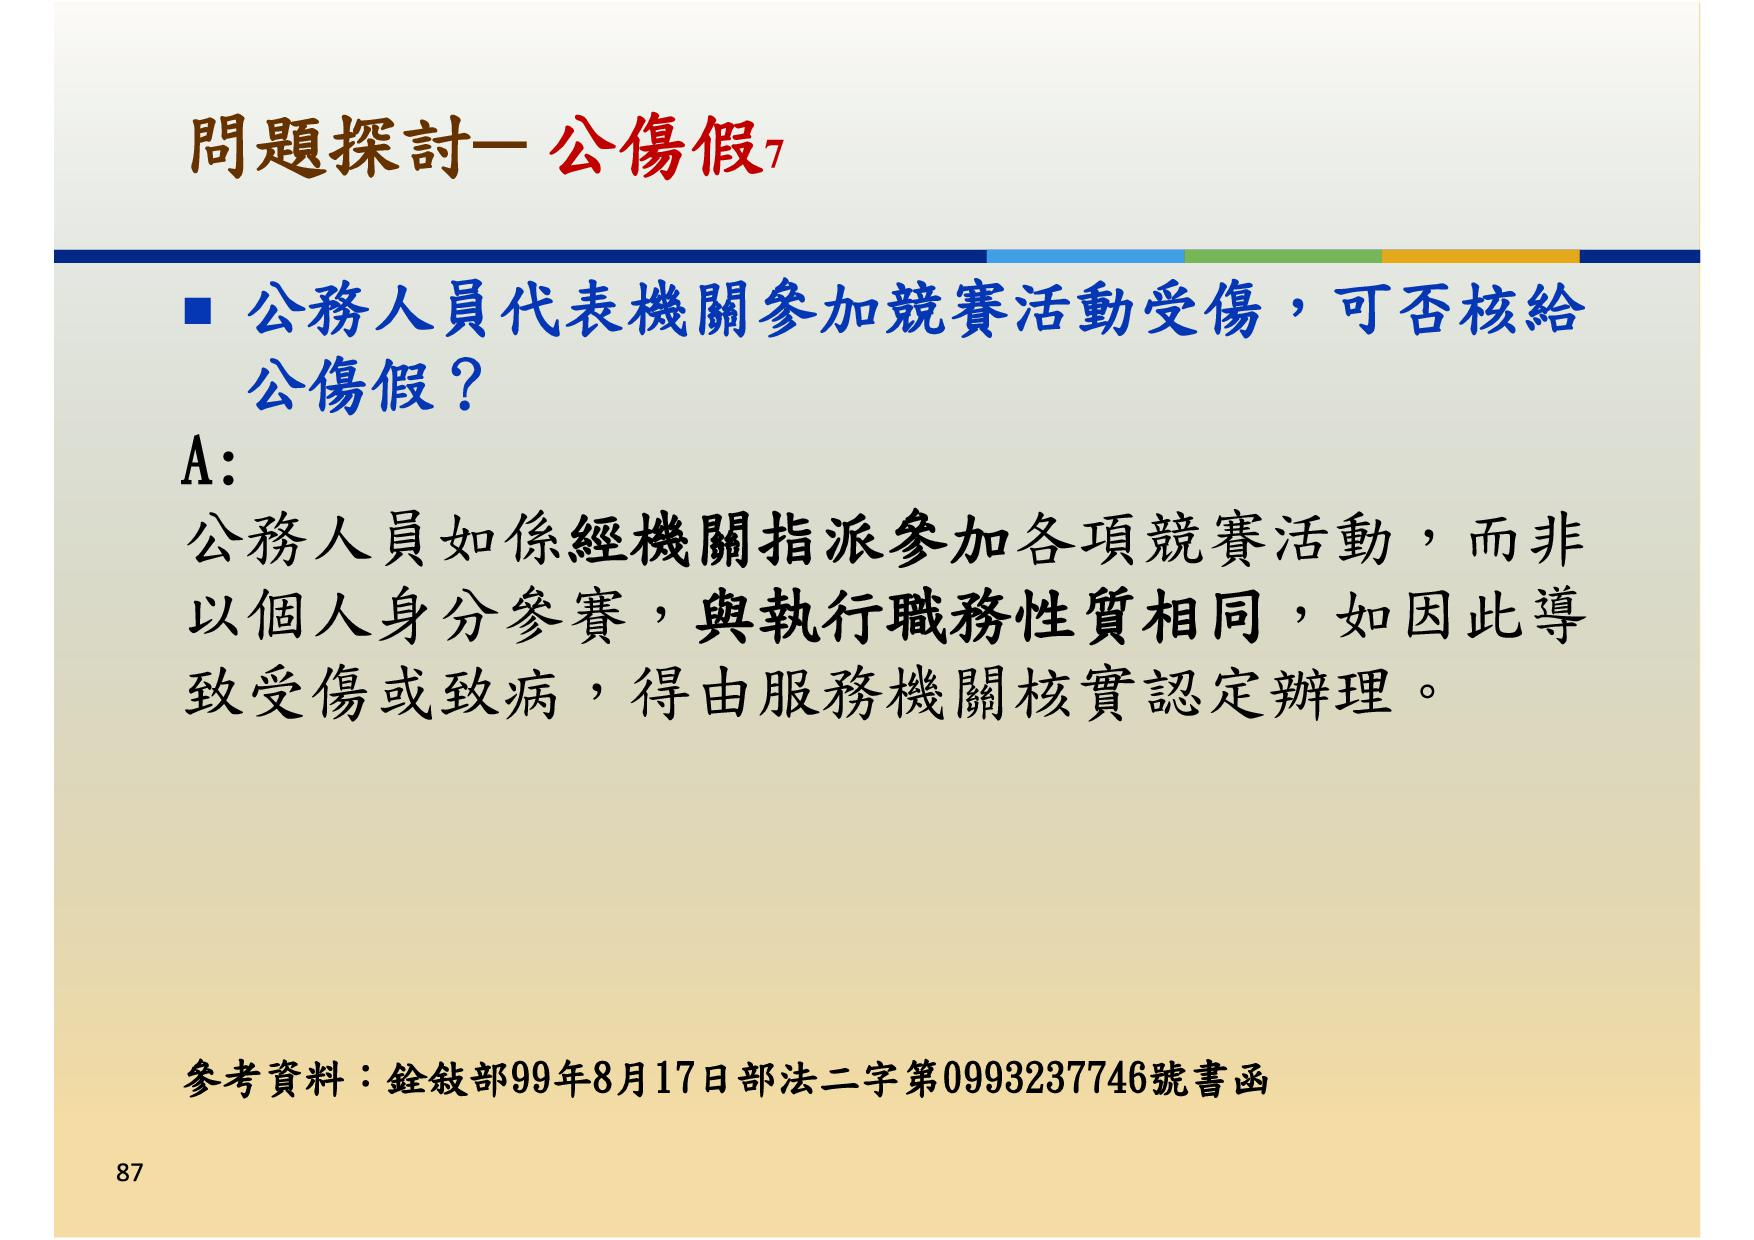 問題探討─ 公傷假7
■ 公務人員代表機關參加競賽活動受傷，可否核給
公傷假？
A:
公務人員如係經機關指派參加各項競賽活動，而非
以個人身分參賽，與執行職務性質相同，如因此導
致受傷或致病，得由服務機關核實認定辦理。
參考資料：銓敍部99年8月17日部法二字第0993237746號書函
87